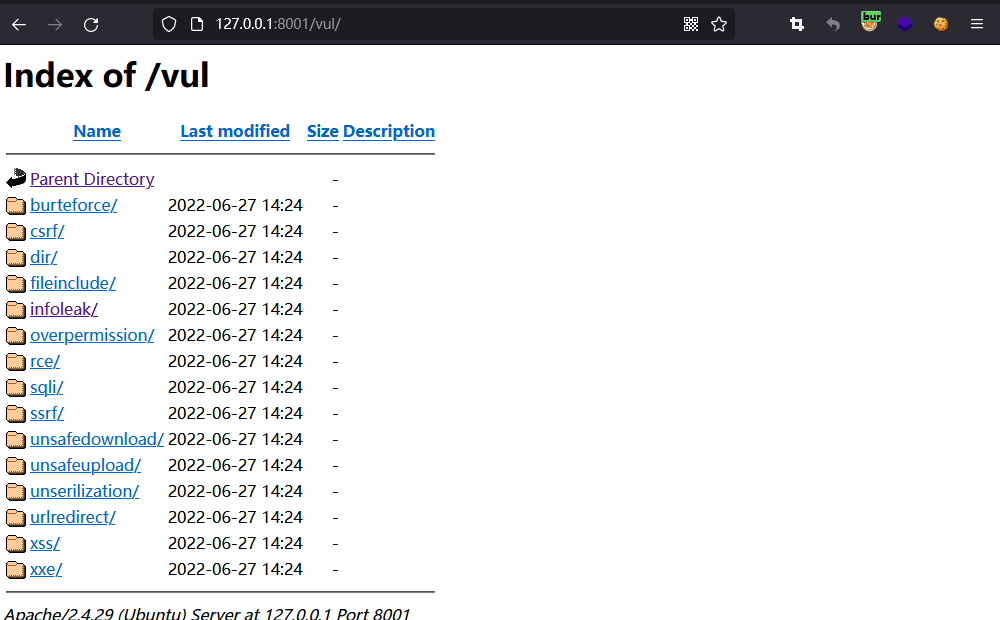 127.0.0.1:8001/vul/
bur
Index of /vul
Name Last modified Size Description
Parent Directory -
burteforce/ 2022-06-27 14:24 -
csrf/ 2022-06-27 14:24 -
dir/ 2022-06-27 14:24 -
fileinclude/ 2022-06-27 14:24 -
infoleak/ 2022-06-27 14:24 -
overpermission/ 2022-06-27 14:24 -
rce/ 2022-06-27 14:24 -
sqli/ 2022-06-27 14:24 -
ssrf/ 2022-06-27 14:24 -
unsafedownload/ 2022-06-27 14:24 -
unsafeupload/ 2022-06-27 14:24 -
unserilization/ 2022-06-27 14:24 -
urlredirect/ 2022-06-27 14:24 -
xss/ 2022-06-27 14:24 -
xxe/ 2022-06-27 14:24 -
Apache/2.4.29 (Ubuntu) Server at 127.0.0.1 Port 8001